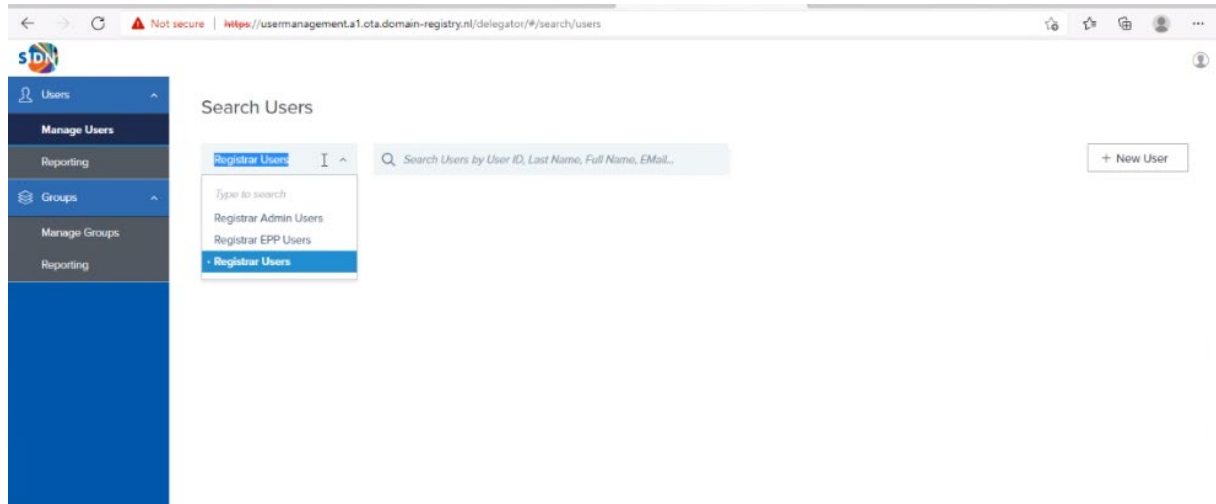 Not secure | https://usermanagement.a1.ota.domain-registry.nl/delegator/#/search/users
SIDN
Users
Manage Users
Reporting
Groups
Manage Groups
Reporting
Search Users
Registrar Users
Search Users by User ID, Last Name, Full Name, EMail...
+ New User
Type to search
Registrar Admin Users
Registrar EPP Users
• Registrar Users